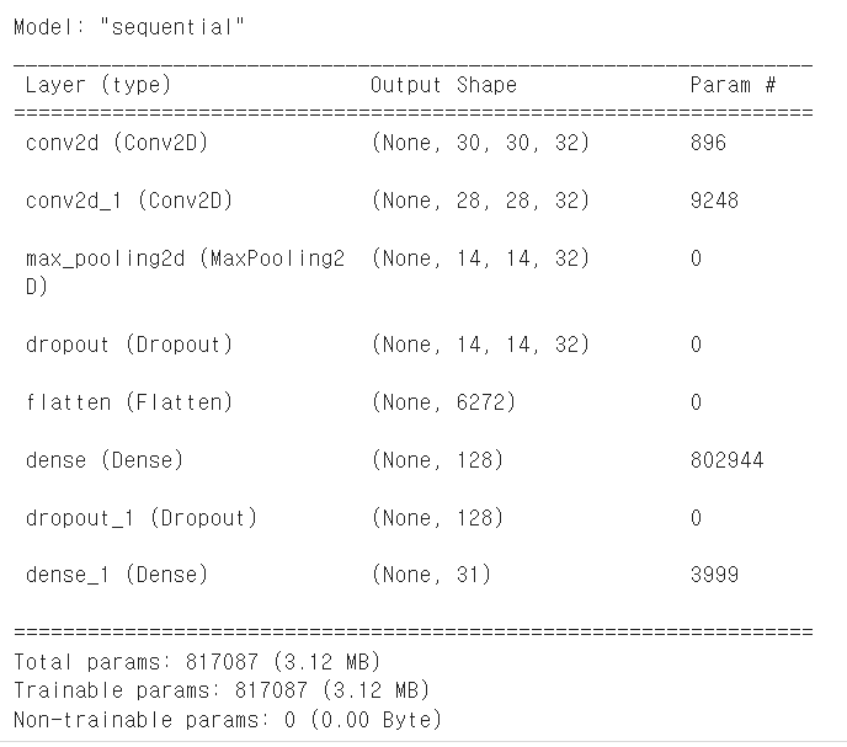 Model: "sequential"
_________________________________________________________________
Layer (type) Output Shape Param #
=================================================================
conv2d (Conv2D) (None, 30, 30, 32) 896
conv2d_1 (Conv2D) (None, 28, 28, 32) 9248
max_pooling2d (MaxPooling2 (None, 14, 14, 32) 0
D)
dropout (Dropout) (None, 14, 14, 32) 0
flatten (Flatten) (None, 6272) 0
dense (Dense) (None, 128) 802944
dropout_1 (Dropout) (None, 128) 0
dense_1 (Dense) (None, 31) 3999
=================================================================
Total params: 817087 (3.12 MB)
Trainable params: 817087 (3.12 MB)
Non-trainable params: 0 (0.00 Byte)